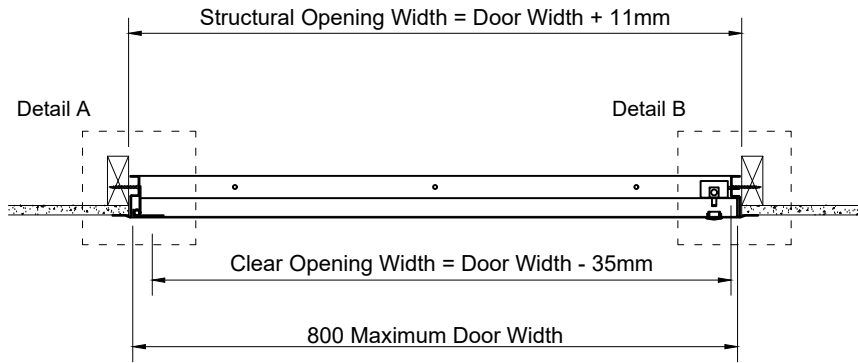 Structural Opening Width = Door Width + 11mm
Detail A
Detail B
Clear Opening Width = Door Width - 35mm
800 Maximum Door Width